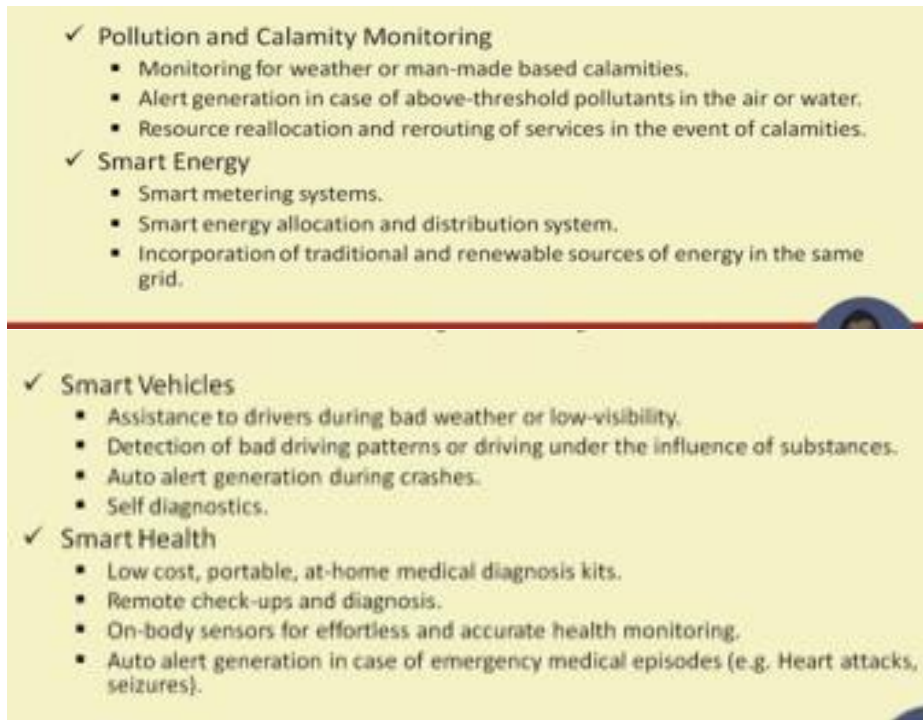 ✓ Pollution and Calamity Monitoring
▪ Monitoring for weather or man-made based calamities.
▪ Alert generation in case of above-threshold pollutants in the air or water.
▪ Resource reallocation and rerouting of services in the event of calamities.
✓ Smart Energy
▪ Smart metering systems.
▪ Smart energy allocation and distribution system.
▪ Incorporation of traditional and renewable sources of energy in the same
grid.
✓ Smart Vehicles
▪ Assistance to drivers during bad weather or low-visibility.
▪ Detection of bad driving patterns or driving under the influence of substances.
▪ Auto alert generation during crashes.
▪ Self diagnostics.
✓ Smart Health
▪ Low cost, portable, at-home medical diagnosis kits.
▪ Remote check-ups and diagnosis.
▪ On-body sensors for effortless and accurate health monitoring.
▪ Auto alert generation in case of emergency medical episodes (e.g. Heart attacks,
seizures).